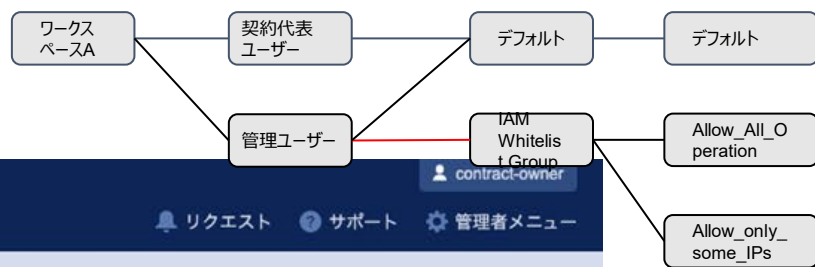 ワークス
ペースA
契約代表
ユーザー
デフォルト
デフォルト
管理ユーザー
IAM
Whitelis
t Group
Allow_All_O
peration
contract-owner
リクエスト
サポート
管理者メニュー
Allow_only_
some_IPs